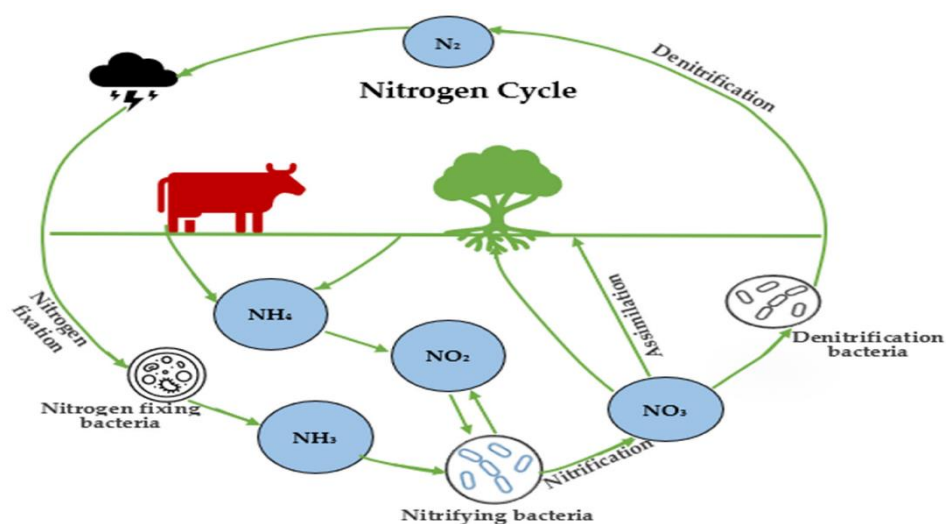 N₂
Nitrogen Cycle
Denitrification
Nitrogen
fixation
NH₄
NO₂
Assimilation
Denitrification
bacteria
Nitrogen fixing
bacteria
NH₃
NO₃
Nitrification
Nitrifying bacteria